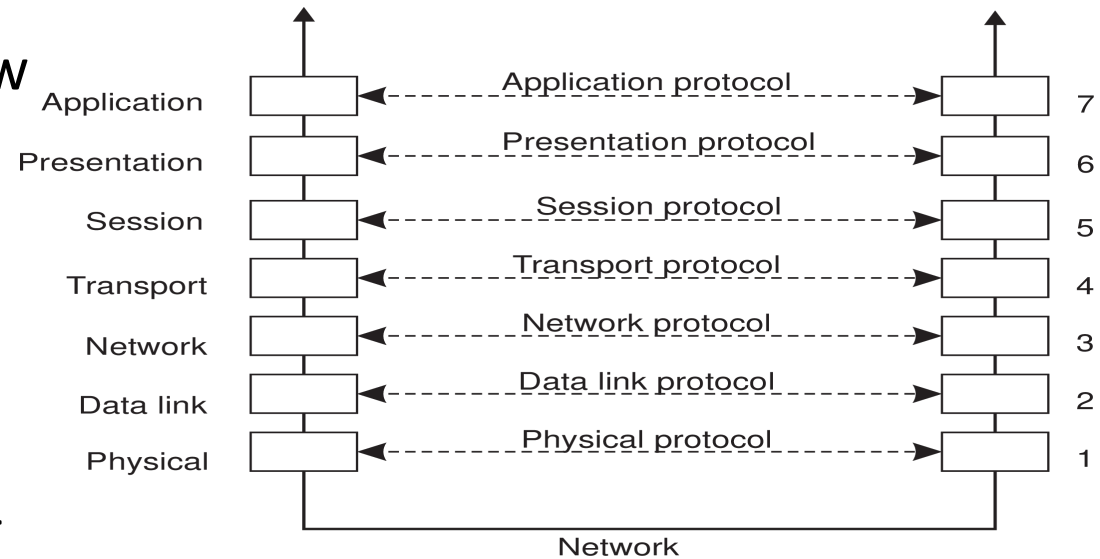 w
Application Application protocol 7
Presentation Presentation protocol 6
Session Session protocol 5
Transport Transport protocol 4
Network Network protocol 3
Data link Data link protocol 2
Physical Physical protocol 1
.
Network